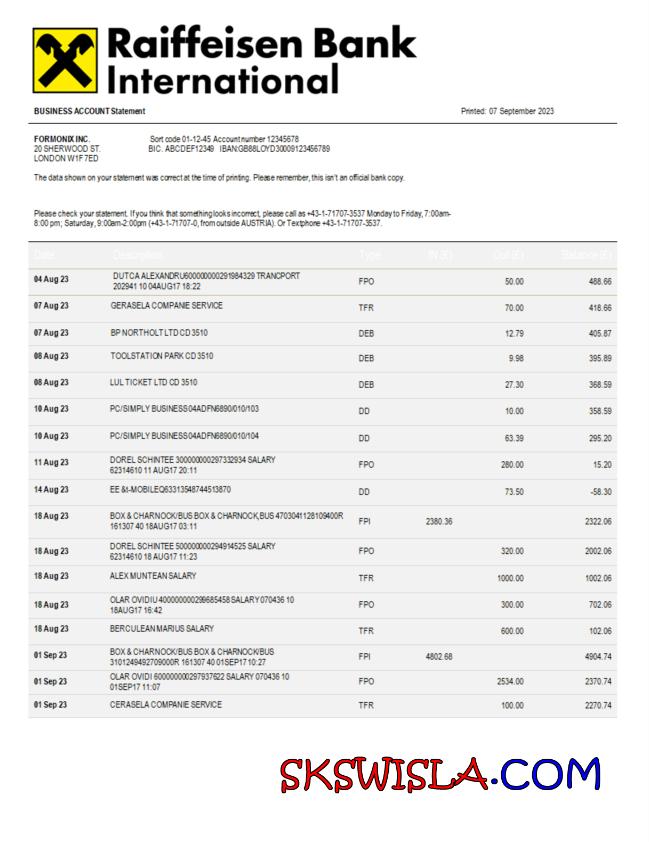 Raiffeisen Bank
International
BUSINESS ACCOUNT Statement Printed: 07 September 2023
FORMONIX INC. Sort code 01-12-45 Account number 12345678
20 SHERWOOD ST. BIC: ABCDEF12349 IBAN:GB88LOYD30009123456789
LONDON W1F7ED
The data shown on your statement was correct at the time of printing. Please remember, this isn't an official bank copy.
Please check your statement. If you think that something looks incorrect, please call as +43-1-71707-3537 Monday to Friday, 7:00am-
8:00 pm; Saturday, 9:00am-2:00pm (+43-1-71707-0, from outside AUSTRIA). Or Textphone +43-1-71707-3537.
Date Description Type IN (£) Out (£) Balance (£)
04 Aug 23 DUTCA ALEXANDRU600000000291984329 TRANCPORT
202941 10 04AUG17 18:22 FPO 50.00 488.66
07 Aug 23 GERASELA COMPANIE SERVICE TFR 70.00 418.66
07 Aug 23 BP NORTHOLT LTD CD 3510 DEB 12.79 405.87
08 Aug 23 TOOLSTATION PARK CD 3510 DEB 9.98 395.89
08 Aug 23 LUL TICKET LTD CD 3510 DEB 27.30 368.59
10 Aug 23 PC/SIMPLY BUSINESS04ADFN6890/010/103 DD 10.00 358.59
10 Aug 23 PC/SIMPLY BUSINESS04ADFN6890/010/104 DD 63.39 295.20
11 Aug 23 DOREL SCHINTEE 300000000297332934 SALARY
62314610 11 AUG17 20:11 FPO 280.00 15.20
14 Aug 23 EE &t-MOBILEQ63313548744513870 DD 73.50 -58.30
18 Aug 23 BOX & CHARNOCK/BUS BOX & CHARNOCK,BUS 4703041128109400R
161307 40 18AUG17 03:11 FPI 2380.36 2322.06
18 Aug 23 DOREL SCHINTEE 500000000294914525 SALARY
62314610 18 AUG17 11:23 FPO 320.00 2002.06
18 Aug 23 ALEX MUNTEAN SALARY TFR 1000.00 1002.06
18 Aug 23 OLAR OVIDIU 400000000299685458 SALARY 070436 10
18AUG17 16:42 FPO 300.00 702.06
18 Aug 23 BERCULEAN MARIUS SALARY TFR 600.00 102.06
01 Sep 23 BOX & CHARNOCK/BUS BOX & CHARNOCK/BUS
3101249492709000R 161307 40 01SEP17 10:27 FPI 4802.68 4904.74
01 Sep 23 OLAR OVIDI 600000000297937622 SALARY 070436 10
01SEP17 11:07 FPO 2534.00 2370.74
01 Sep 23 CERASELA COMPANIE SERVICE TFR 100.00 2270.74
SKSWISLA.COM